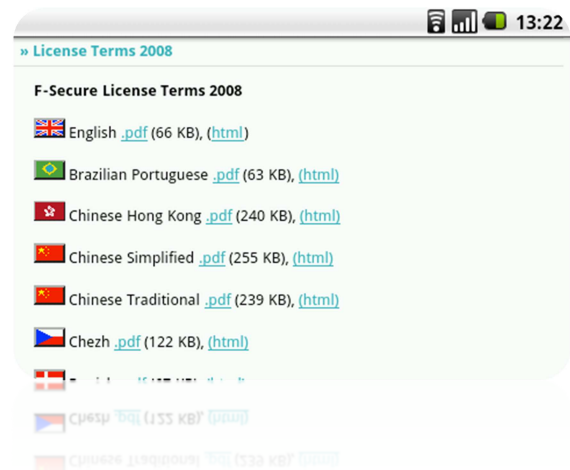 13:22
» License Terms 2008
F-Secure License Terms 2008
English .pdf (66 KB), (html)
Brazilian Portuguese .pdf (63 KB), (html)
Chinese Hong Kong .pdf (240 KB), (html)
Chinese Simplified .pdf (255 KB), (html)
Chinese Traditional .pdf (239 KB), (html)
Chezh .pdf (122 KB), (html)